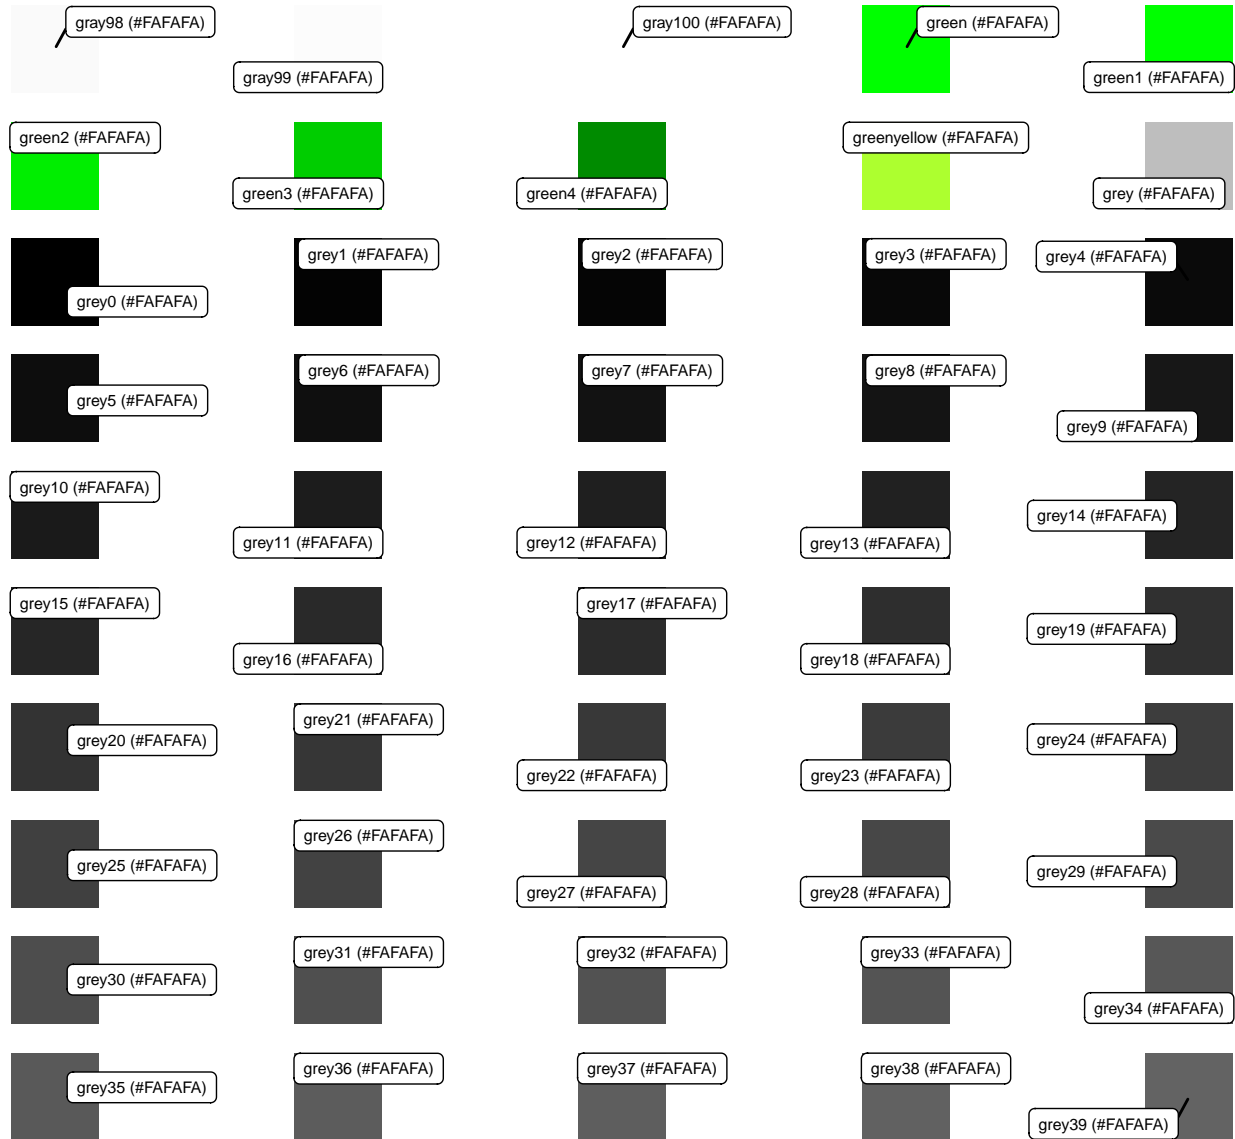 gray98 (#FAFAFA)
gray99 (#FAFAFA)
gray100 (#FAFAFA)
green (#FAFAFA)
green1 (#FAFAFA)
green2 (#FAFAFA)
green3 (#FAFAFA)
green4 (#FAFAFA)
greenyellow (#FAFAFA)
grey (#FAFAFA)
grey0 (#FAFAFA)
grey1 (#FAFAFA)
grey2 (#FAFAFA)
grey3 (#FAFAFA)
grey4 (#FAFAFA)
grey5 (#FAFAFA)
grey6 (#FAFAFA)
grey7 (#FAFAFA)
grey8 (#FAFAFA)
grey9 (#FAFAFA)
grey10 (#FAFAFA)
grey11 (#FAFAFA)
grey12 (#FAFAFA)
grey13 (#FAFAFA)
grey14 (#FAFAFA)
grey15 (#FAFAFA)
grey16 (#FAFAFA)
grey17 (#FAFAFA)
grey18 (#FAFAFA)
grey19 (#FAFAFA)
grey20 (#FAFAFA)
grey21 (#FAFAFA)
grey22 (#FAFAFA)
grey23 (#FAFAFA)
grey24 (#FAFAFA)
grey25 (#FAFAFA)
grey26 (#FAFAFA)
grey27 (#FAFAFA)
grey28 (#FAFAFA)
grey29 (#FAFAFA)
grey30 (#FAFAFA)
grey31 (#FAFAFA)
grey32 (#FAFAFA)
grey33 (#FAFAFA)
grey34 (#FAFAFA)
grey35 (#FAFAFA)
grey36 (#FAFAFA)
grey37 (#FAFAFA)
grey38 (#FAFAFA)
grey39 (#FAFAFA)